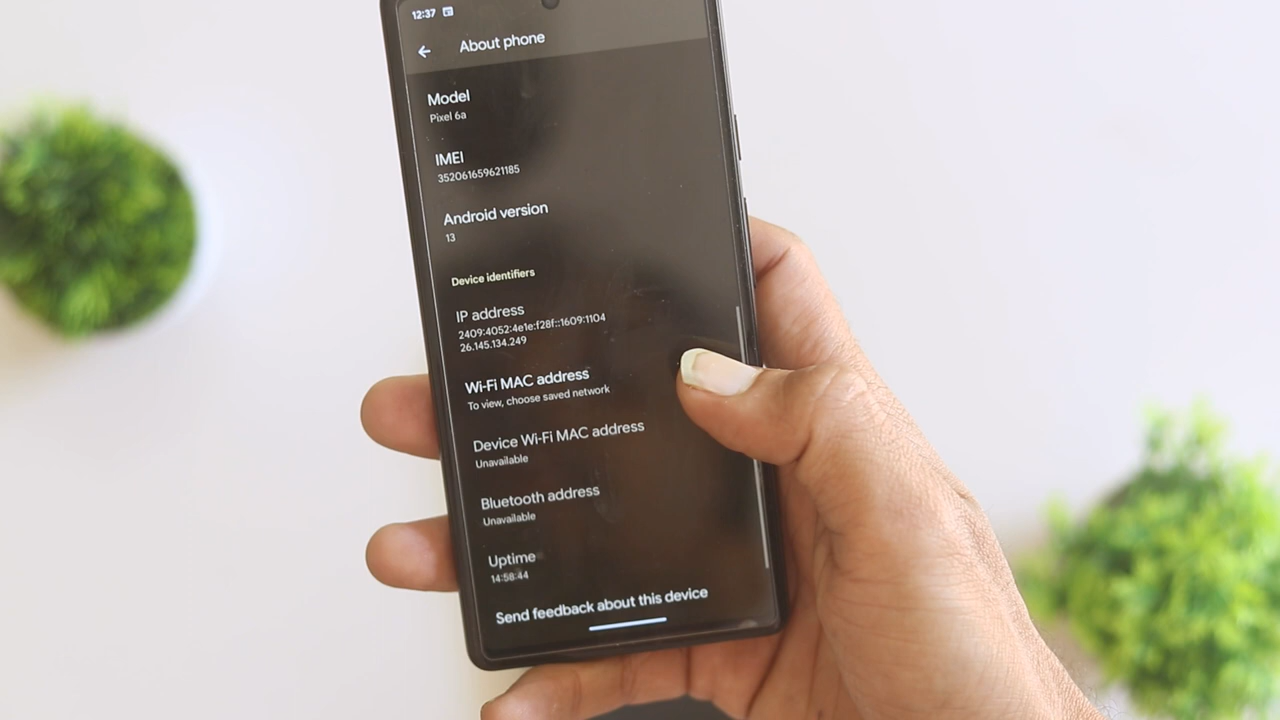 12:37
About phone
Model
Pixel 6a
IMEI
352061659621185
Android version
13
Device identifiers
IP address
2409:4052:4e1e:f28f::1609:1104
26.145.134.249
Wi-Fi MAC address
To view, choose saved network
Device Wi-Fi MAC address
Unavailable
Bluetooth address
Unavailable
Uptime
14:58:44
Send feedback about this device